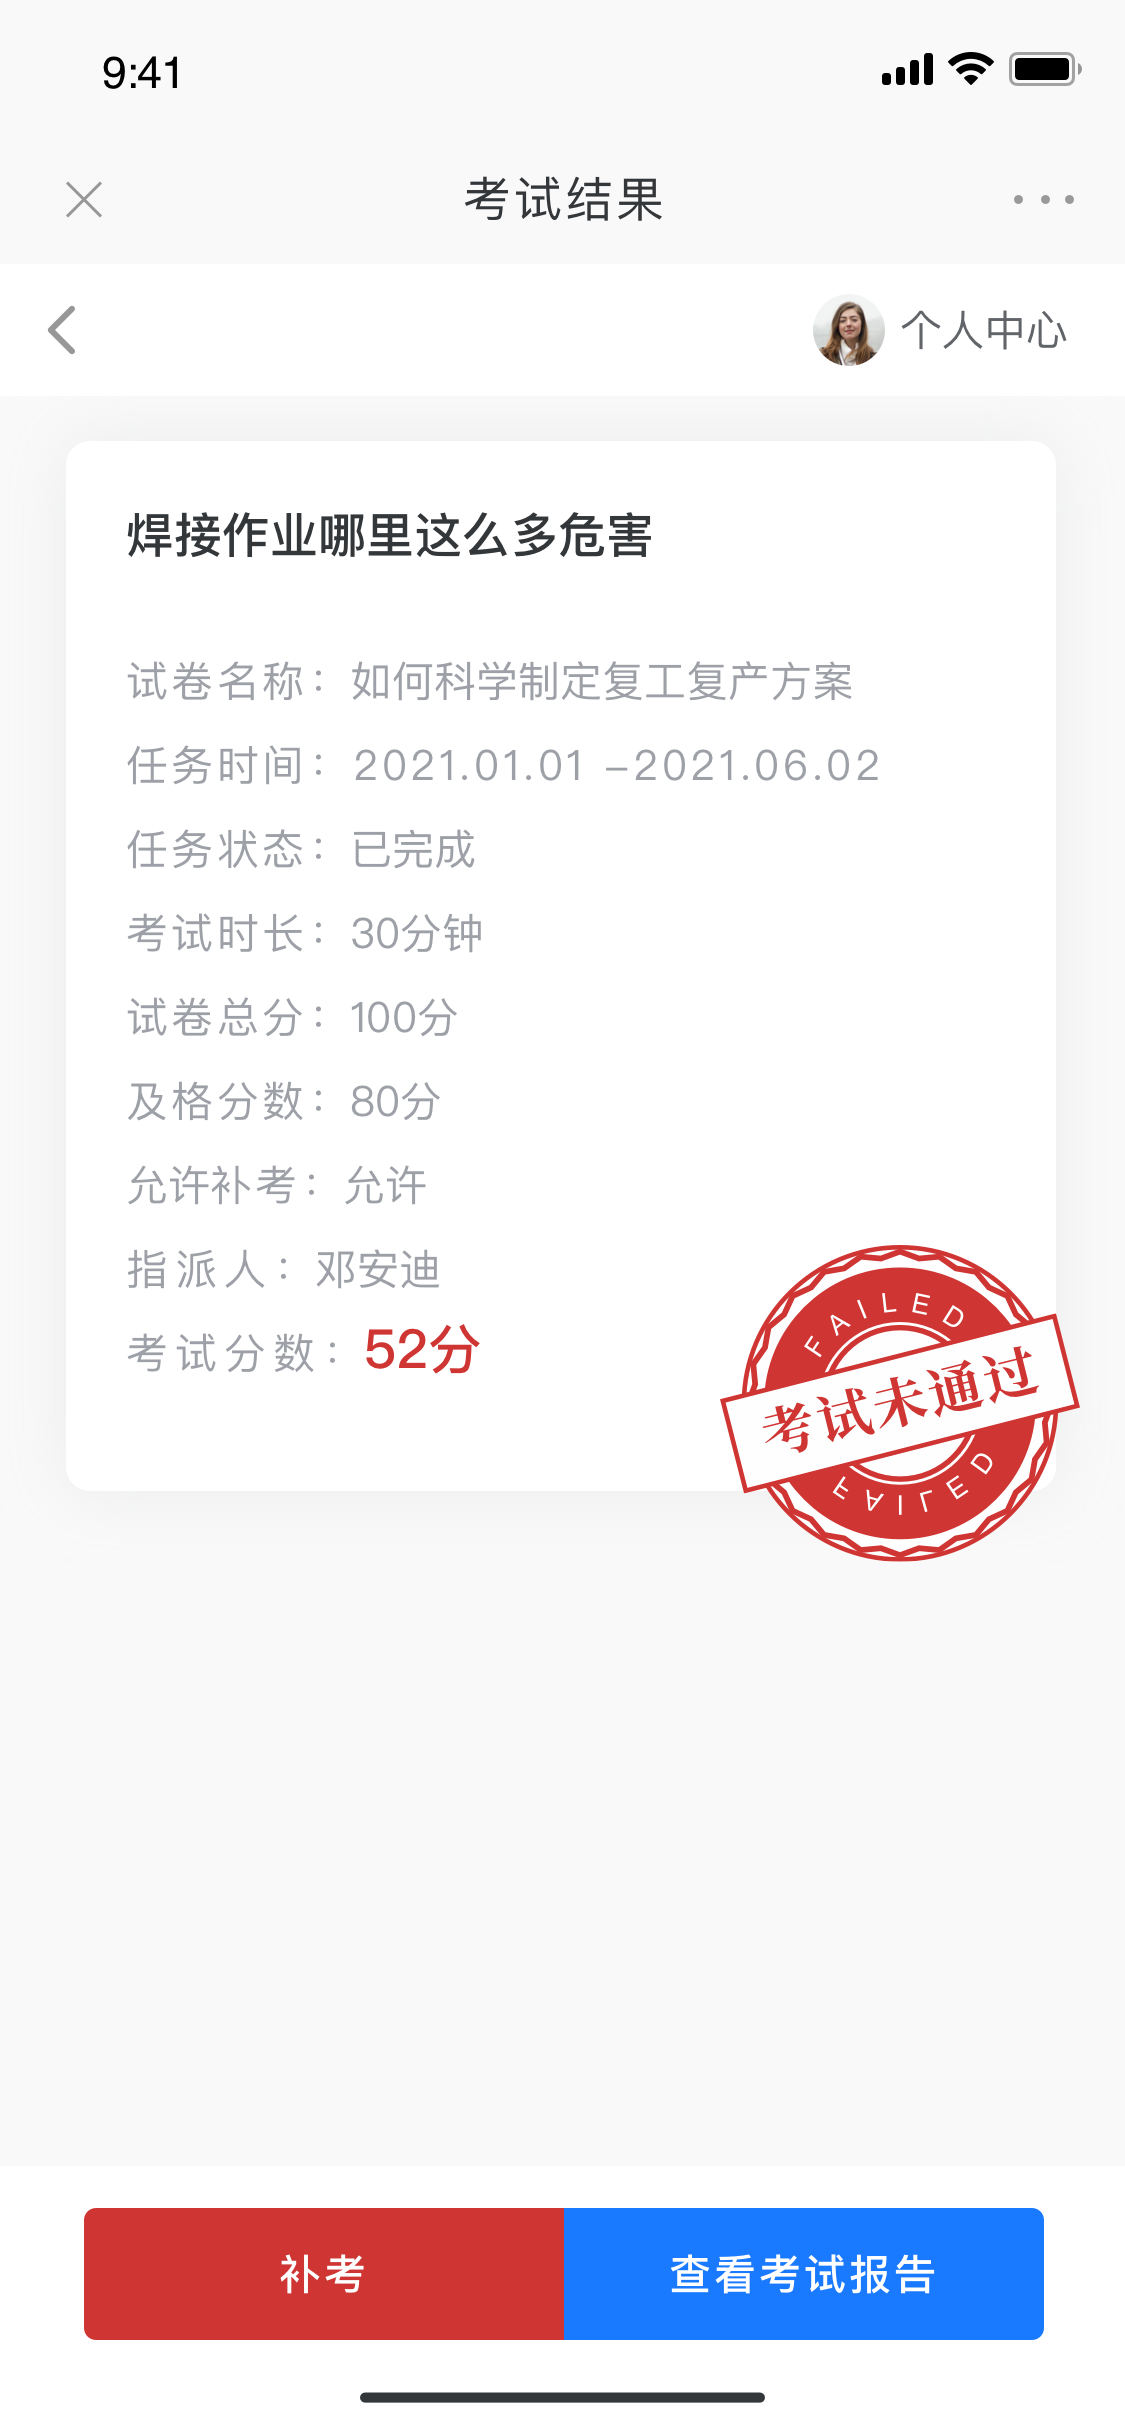 9:41
考试结果
个人中心
焊接作业哪里这么多危害
试卷名称：如何科学制定复工复产方案
任务时间：2021.01.01 –2021.06.02
任务状态：已完成
考试时长：30分钟
试卷总分：100分
及格分数：80分
允许补考：允许
指派人：邓安迪
考试分数：52分
FAILED
考试未通过
FAILED
补考
查看考试报告